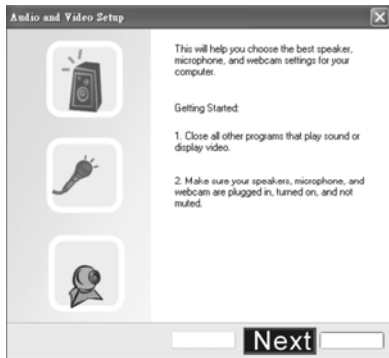 Audio and Video Setup
This will help you choose the best speaker,
microphone, and webcam settings for your
computer.
Getting Started:
1. Close all other programs that play sound or
display video.
2. Make sure your speakers, microphone, and
webcam are plugged in, turned on, and not
muted.
Next